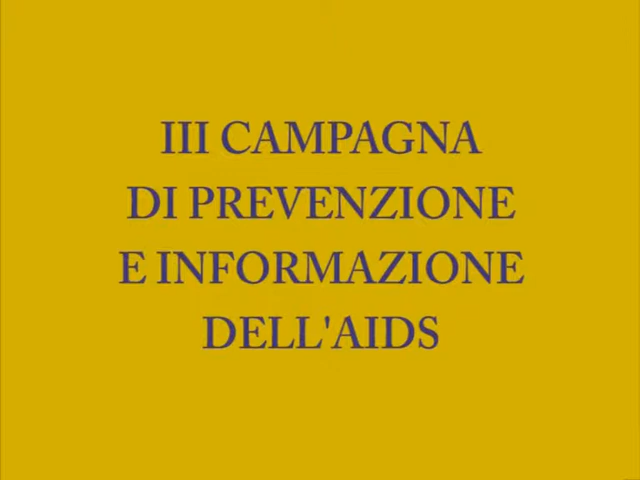 III CAMPAGNA
DI PREVENZIONE
E INFORMAZIONE
DELL'AIDS